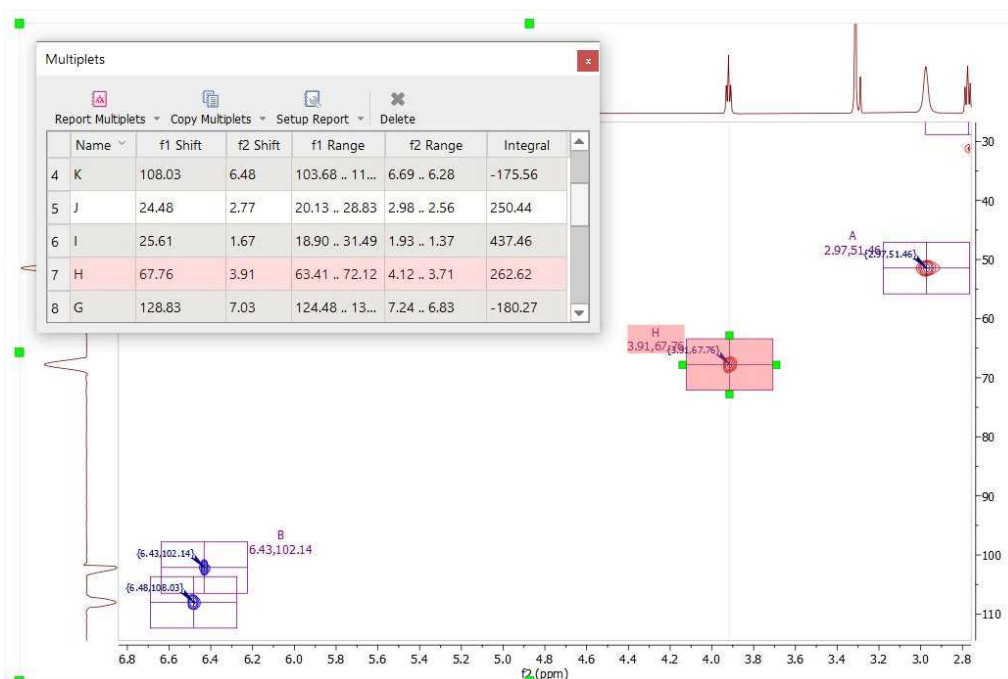 Multiplets
x
Report Multiplets Copy Multiplets Setup Report Delete
Name f1 Shift f2 Shift f1 Range f2 Range Integral
4 K 108.03 6.48 103.68 .. 11... 6.69 .. 6.28 -175.56
5 J 24.48 2.77 20.13 .. 28.83 2.98 .. 2.56 250.44
6 I 25.61 1.67 18.90 .. 31.49 1.93 .. 1.37 437.46
7 H 67.76 3.91 63.41 .. 72.12 4.12 .. 3.71 262.62
8 G 128.83 7.03 124.48 .. 13... 7.24 .. 6.83 -180.27
30
40
A
2.97,51.46
{2.97,51.46}
50
60
H
3.91,67.76
{3.91,67.76}
70
80
90
B
6.43,102.14
{6.43,102.14}
100
{6.48,108.03}
110
6.8 6.6 6.4 6.2 6.0 5.8 5.6 5.4 5.2 5.0 4.8 4.6 4.4 4.2 4.0 3.8 3.6 3.4 3.2 3.0 2.8
f2 (ppm)